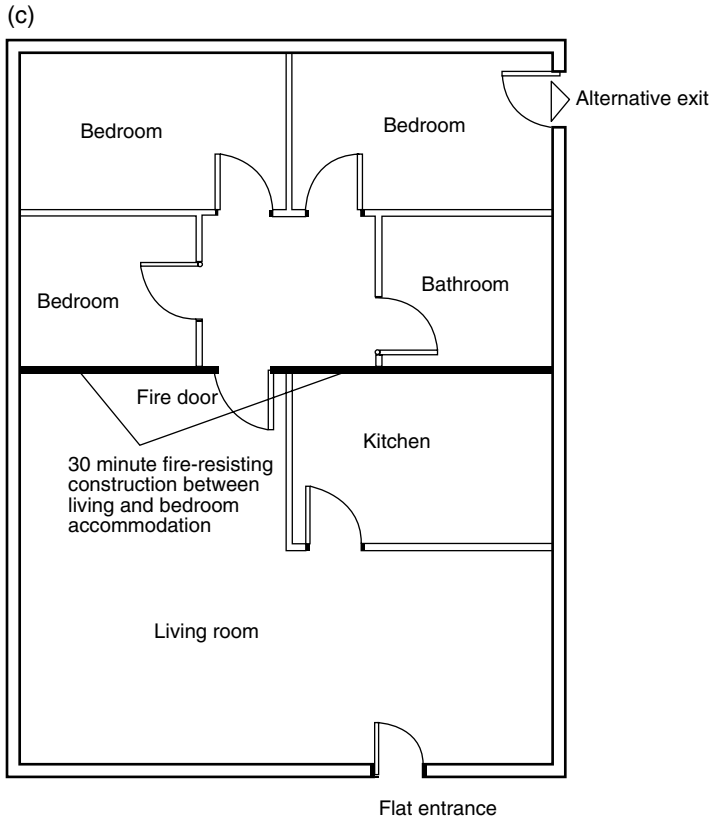 (c)
Alternative exit
Bedroom
Bedroom
Bedroom
Bathroom
Fire door
Kitchen
30 minute fire-resisting
construction between
living and bedroom
accommodation
Living room
Flat entrance